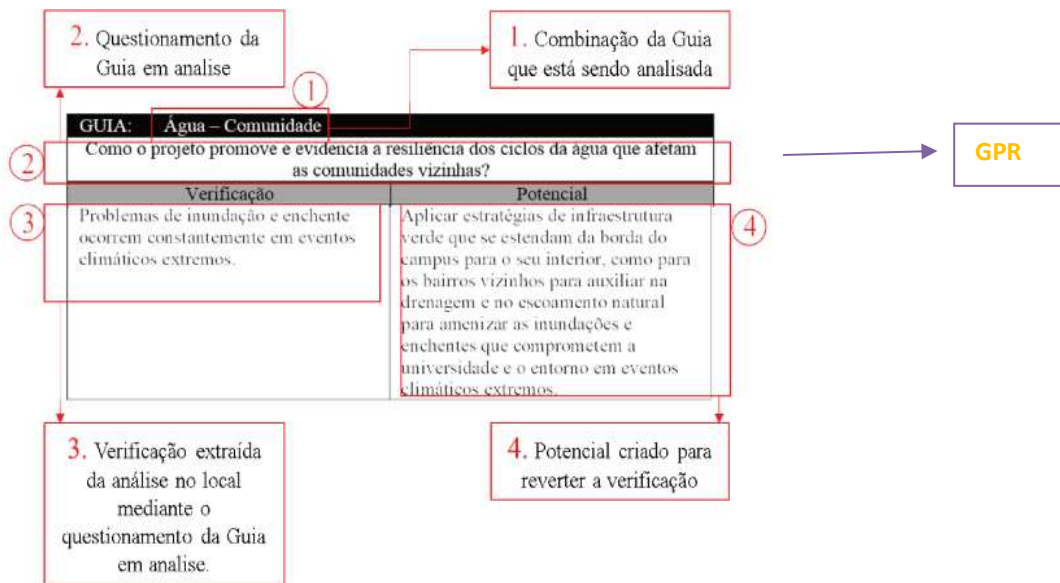 2. Questionamento da
Guia em analise
1. Combinação da Guia
que está sendo analisada
1
GUIA: Água – Comunidade
2
Como o projeto promove e evidencia a resiliência dos ciclos da água que afetam
as comunidades vizinhas?
GPR
Verificação
Potencial
3
Problemas de inundação e enchente
ocorrem constantemente em eventos
climáticos extremos.
Aplicar estratégias de infraestrutura
verde que se estendam da borda do
campus para o seu interior, como para
os bairros vizinhos para auxiliar na
drenagem e no escoamento natural
para amenizar as inundações e
enchentes que comprometem a
universidade e o entorno em eventos
climáticos extremos.
4
3. Verificação extraída
da análise no local
mediante o
questionamento da Guia
em analise.
4. Potencial criado para
reverter a verificação